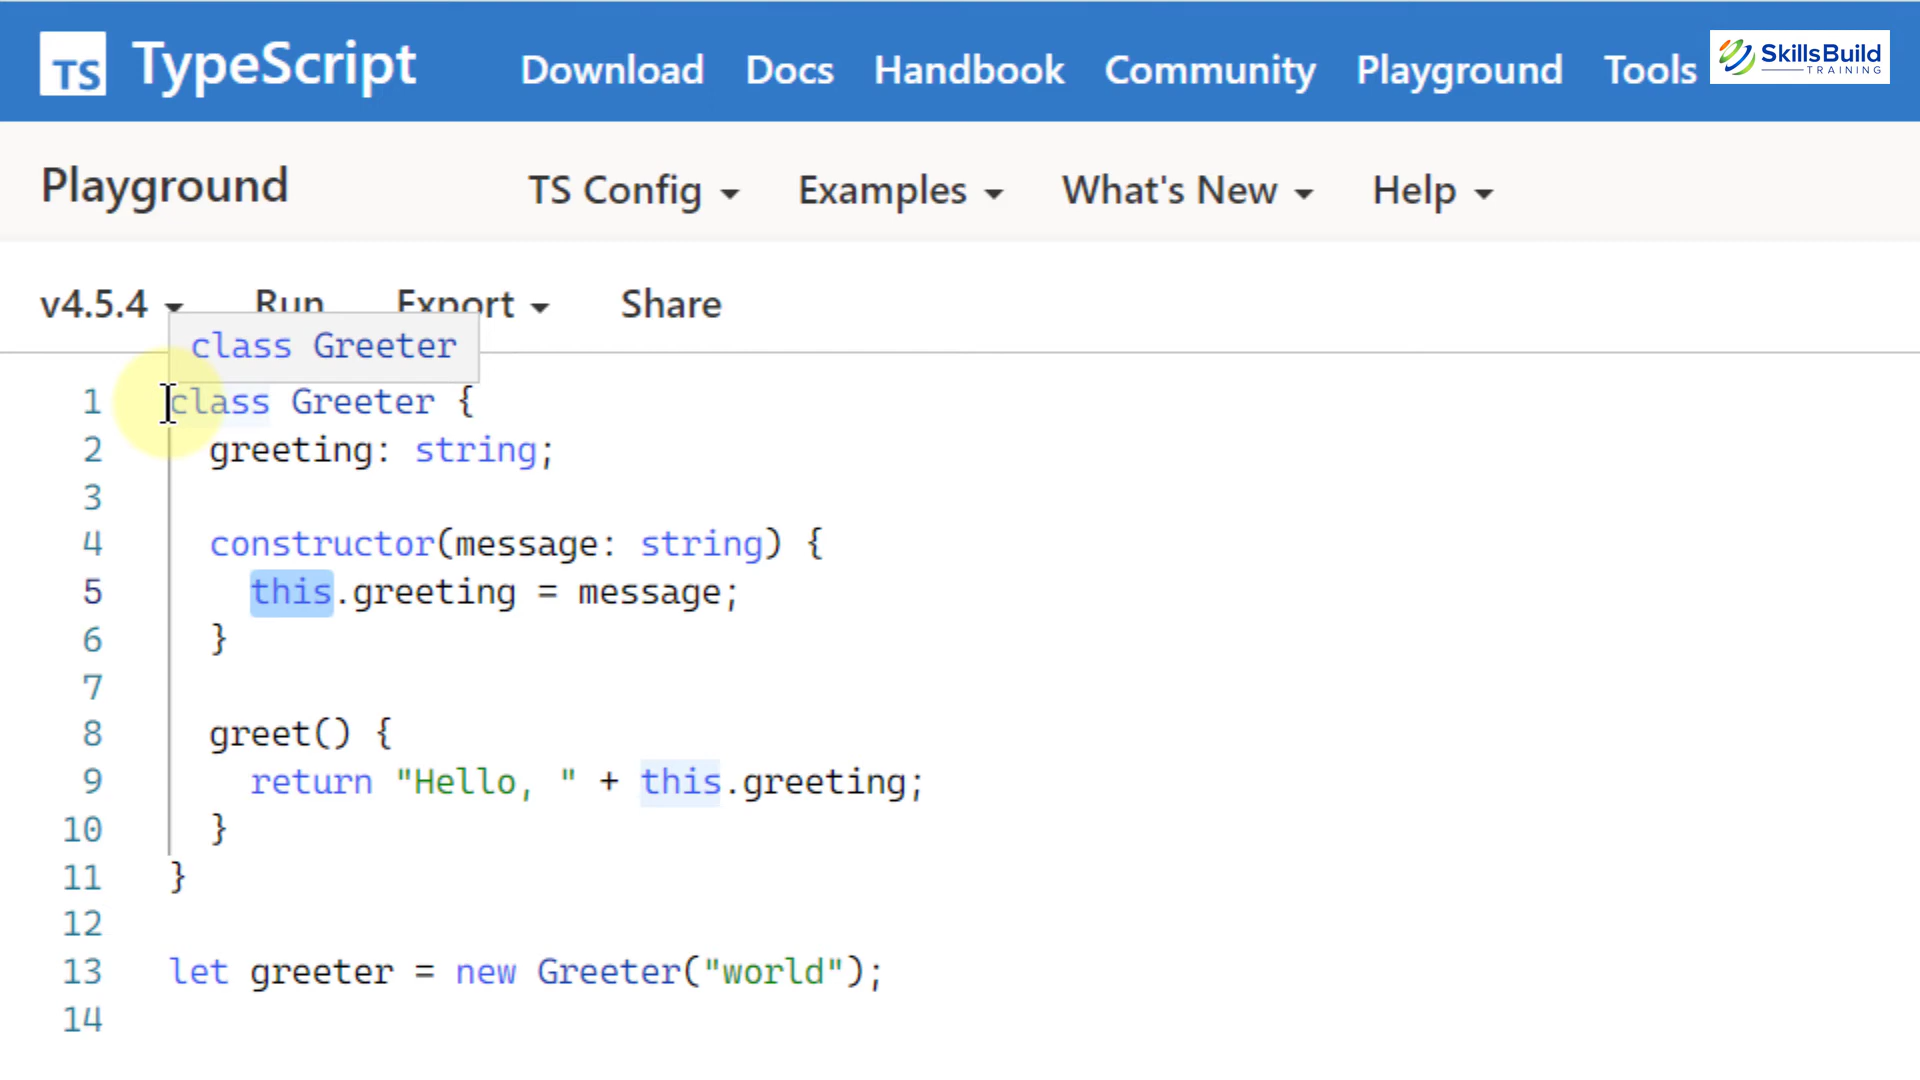 TS TypeScript Download Docs Handbook Community Playground Tools SkillsBuild TRAINING
Playground TS Config Examples What's New Help
v4.5.4 Run Export Share
class Greeter
1 class Greeter {
2 greeting: string;
3
4 constructor(message: string) {
5 this.greeting = message;
6 }
7
8 greet() {
9 return "Hello, " + this.greeting;
10 }
11 }
12
13 let greeter = new Greeter("world");
14